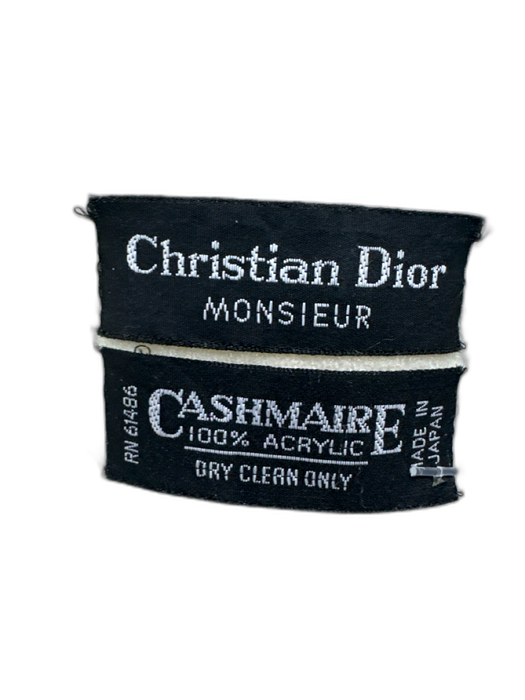 Christian Dior
MONSIEUR
RN 61486
CASHMAIRE
100% ACRYLIC
DRY CLEAN ONLY
MADE IN
JAPAN